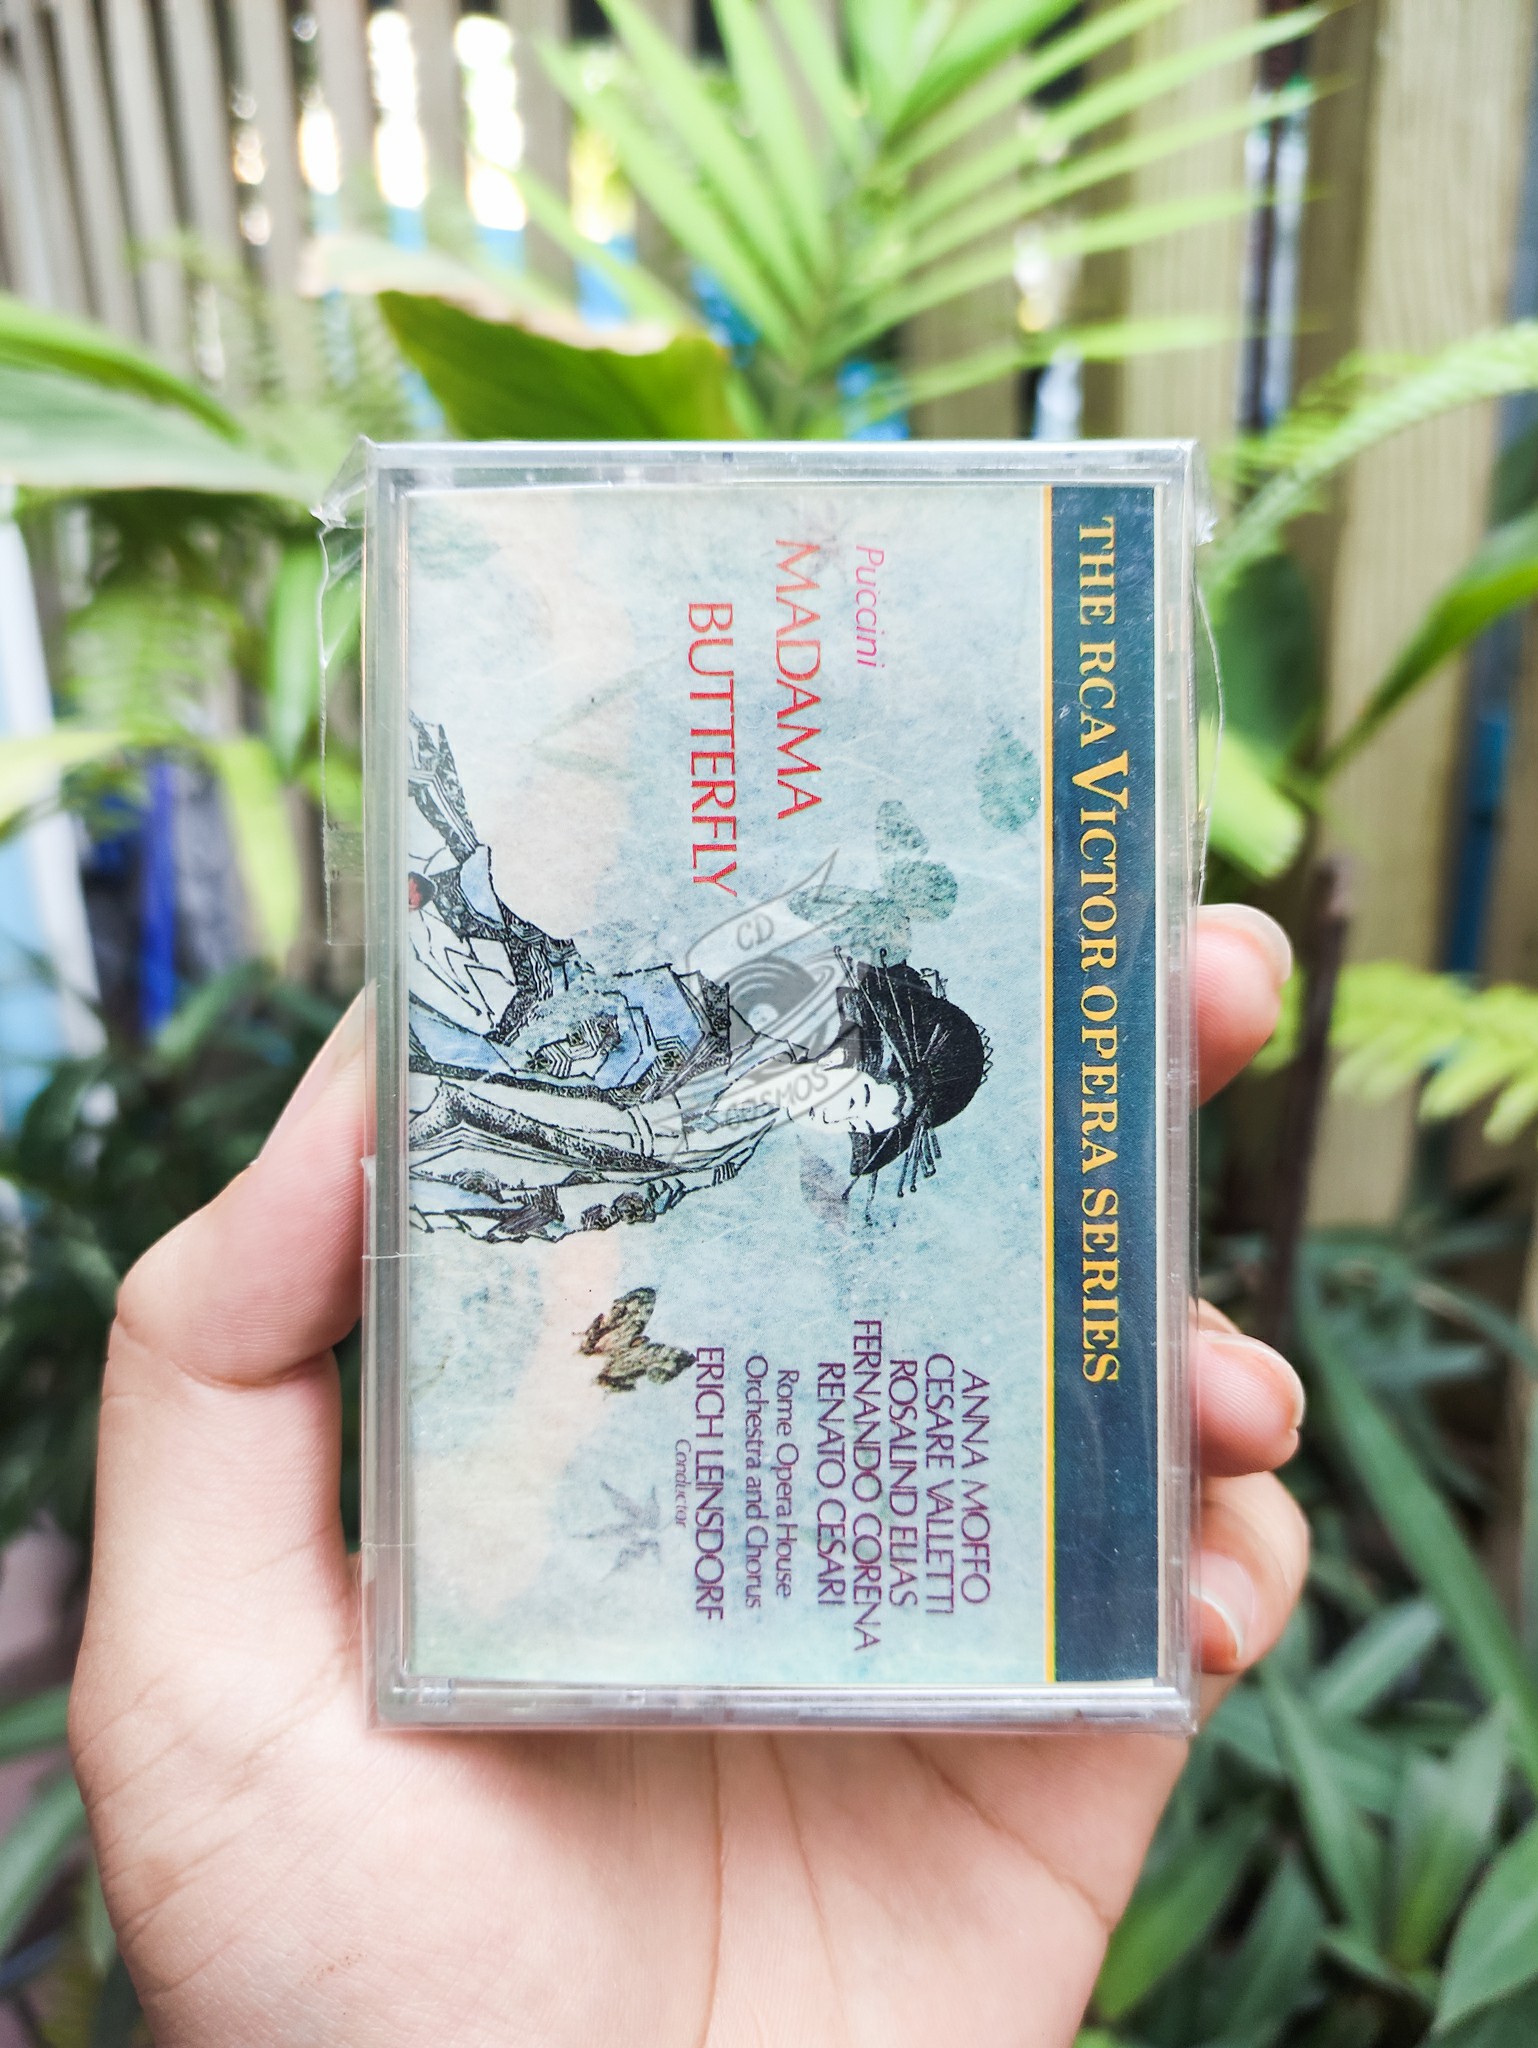 THE RCA VICTOR OPERA SERIES
Puccini
MADAMA
BUTTERFLY
ANNA MOFFO
CESARE VALLETTI
ROSALIND ELIAS
FERNANDO CORENA
RENATO CESARI
Rome Opera House
Orchestra and Chorus
ERICH LEINSDORF
Conductor
CD
COSMOS